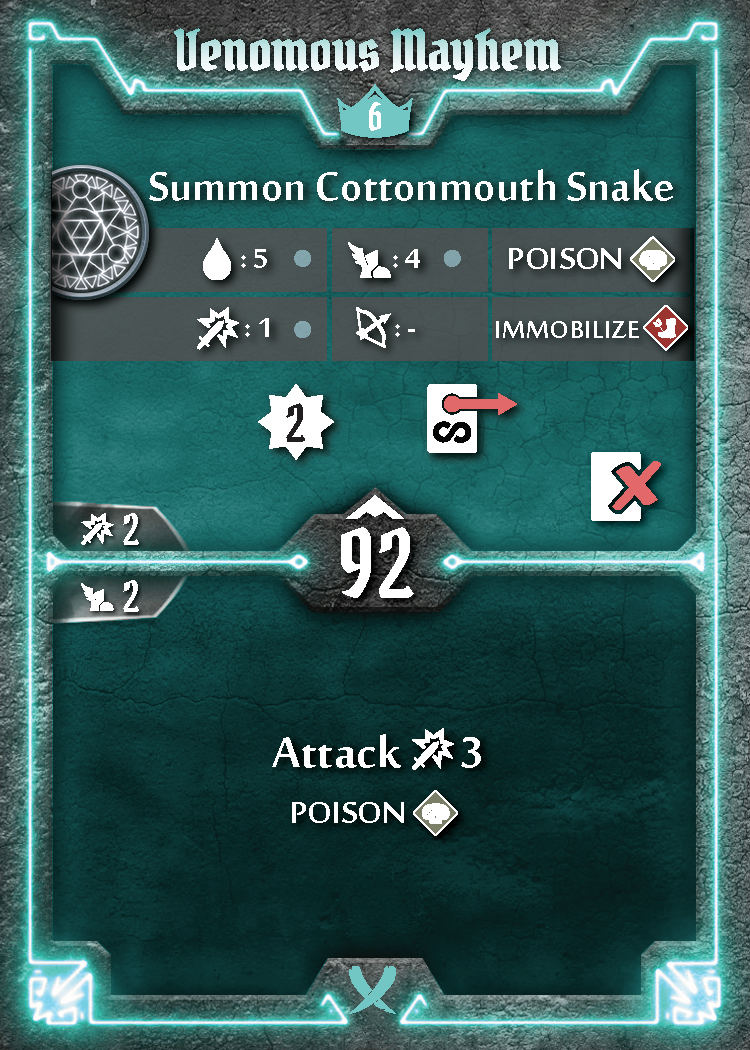 Venomous Mayhem
6
Summon Cottonmouth Snake
:5 :4 POISON
:1 :- IMMOBILIZE
2 S
2
92
2
Attack 3
POISON